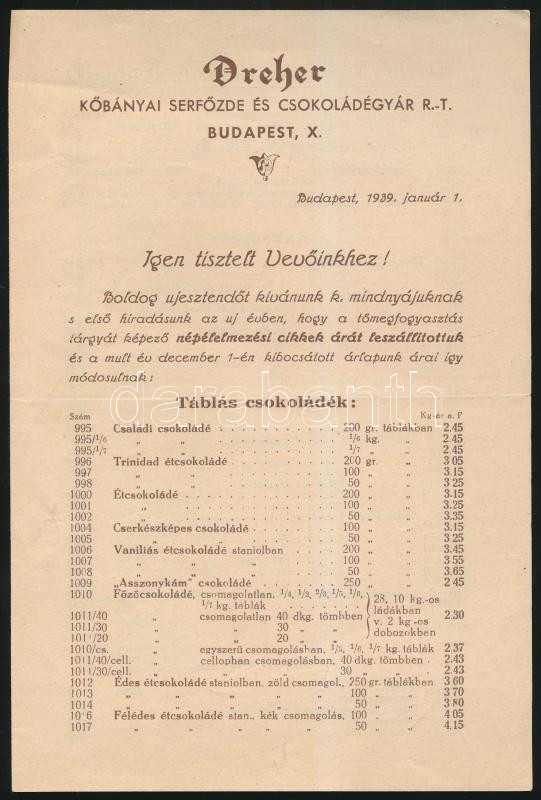 Dreher
KŐBÁNYAI SERFŐZDE ÉS CSOKOLÁDÉGYÁR R.-T.
BUDAPEST, X.
Budapest, 1939. január 1.
Igen tisztelt Vevőinkhez!
Boldog ujesztendőt kívánunk k. mindnyájuknak
s első hiradásunk az uj évben, hogy a tömegfogyasztás
tárgyát képező népélelmezési cikkek árát leszállitottuk
és a mult év december 1-én kibocsátott árlapunk árai igy
módosulnak:
darabanth
Táblás csokoládék:
Szám Kg-ár a. P
995 Családi csokoládé . . . . . . . . . . 200 gr. táblákban 2.45
995/1/6 „ „ . . . . . . . . . . 1/6 kg. „ 2.45
995/1/7 „ „ . . . . . . . . . . 1/7 „ „ 2.45
996 Trinidad étcsokoládé . . . . . . . . . 200 gr. „ 3 05
997 „ „ . . . . . . . . . 100 „ „ 3.15
998 „ „ . . . . . . . . . 50 „ „ 3 25
1000 Étcsokoládé . . . . . . . . . . . . 200 „ „ 3.15
1001 „ . . . . . . . . . . . . 100 „ „ 3.25
1002 „ . . . . . . . . . . . . 50 „ „ 3.35
1004 Cserkészképes csokoládé . . . . . . . 100 „ „ 3.15
1005 „ „ . . . . . . . 50 „ „ 3.25
1006 Vaniliás étcsokoládé staniolban . . . . 200 „ „ 3.45
1007 „ „ „ . . . . 100 „ „ 3.55
1008 „ „ „ . . . . 50 „ „ 3.65
1009 „Asszonykám“ csokoládé . . . . . . . 250 „ „ 2 45
1010 Főzőcsokoládé, csomagolatlan, 1/4, 1/2, 2/3, 1/5, 1/6,
1/7 kg. táblák . . . . . . . 28, 10 kg.-os
1011/40 „ csomagolatlan 40 dkg. tömbben ládákban 2.30
1011/30 „ „ 30 „ „ v. 2 kg-os
1011/20 „ „ 20 „ „ dobozokban
1010/cs. „ egyszerű csomagolásban, 1/5, 1/6, 1/7 kg. táblák 2.37
1011/40/cell. „ cellophan csomagolásban, 40 dkg. tömbben . 2.43
1011/30/cell. „ „ „ 30 „ „ . 2.43
1012 Édes étcsokoládé staniolban, zöld csomagol., 250 gr. táblákban 3 60
1013 „ „ „ „ „ 100 „ „ 3 70
1014 „ „ „ „ „ 50 „ „ 3 80
1016 Félédes étcsokoládé stan., kék csomagolás, 100 „ „ 4 05
1017 „ „ „ „ „ 50 „ „ 4.15